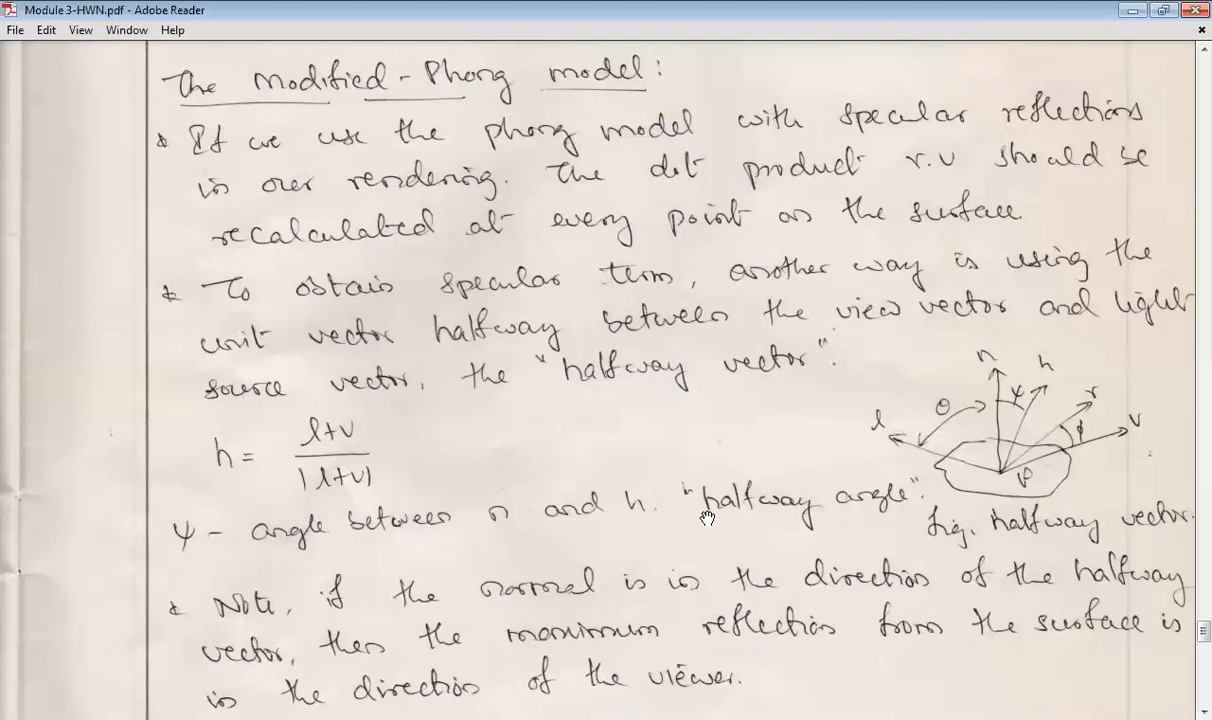 Module 3-HWN.pdf - Adobe Reader
File Edit View Window Help
The Modified-Phong model:
* If we use the phong model with specular reflections
in our rendering. The dot product r.v should be
recalculated at every point on the surface.
* To obtain specular term, another way is using the
unit vector halfway between the view vector and light
source vector, the "halfway vector".
h = l+v
|l+v|
n
h
θ
ψ
r
l
φ
v
P
ψ - angle between n and h. "halfway angle".
fig. halfway vector.
* Note, if the normal is in the direction of the halfway
vector, then the maximum reflection from the surface is
in the direction of the viewer.